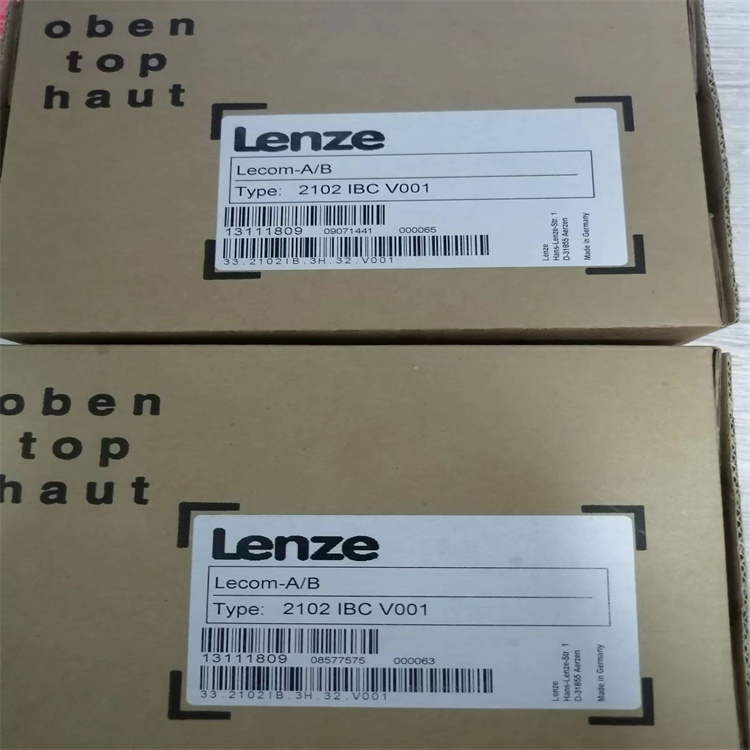 oben
top
haut
Lenze
Lecom-A/B
Type: 2102 IBC V001
13111809 09071441 000065
33.2102IB.3H.32.V001
Lenze
Hans-Lenze-Str. 1
D-31855 Aerzen
Made in Germany
oben
top
haut
Lenze
Lecom-A/B
Type: 2102 IBC V001
13111809 08577575 000063
33.2102IB.3H.32.V001
Lenze
Hans-Lenze-Str. 1
D-31855 Aerzen
Made in Germany